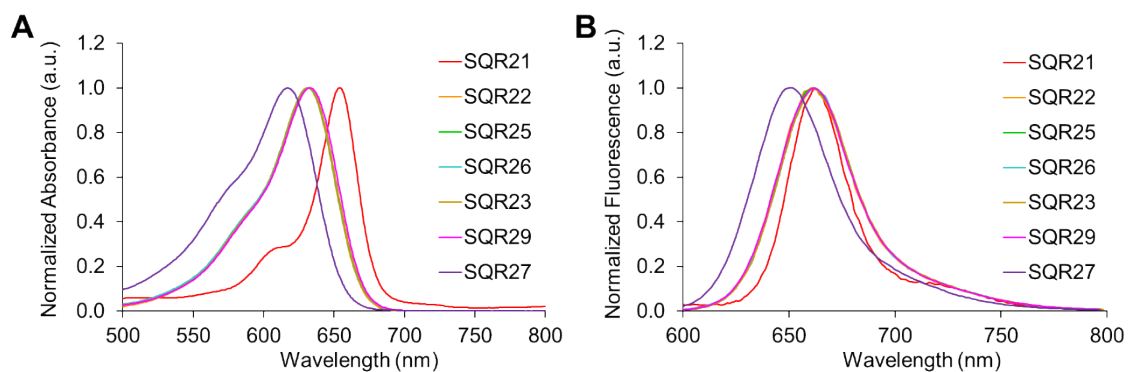 A
Normalized Absorbance (a.u.)
1.2
1.0
0.8
0.6
0.4
0.2
0.0
500
550
600
650
700
750
800
Wavelength (nm)
SQR21
SQR22
SQR25
SQR26
SQR23
SQR29
SQR27
B
Normalized Fluorescence (a.u.)
1.2
1.0
0.8
0.6
0.4
0.2
0.0
600
650
700
750
800
Wavelength (nm)
SQR21
SQR22
SQR25
SQR26
SQR23
SQR29
SQR27